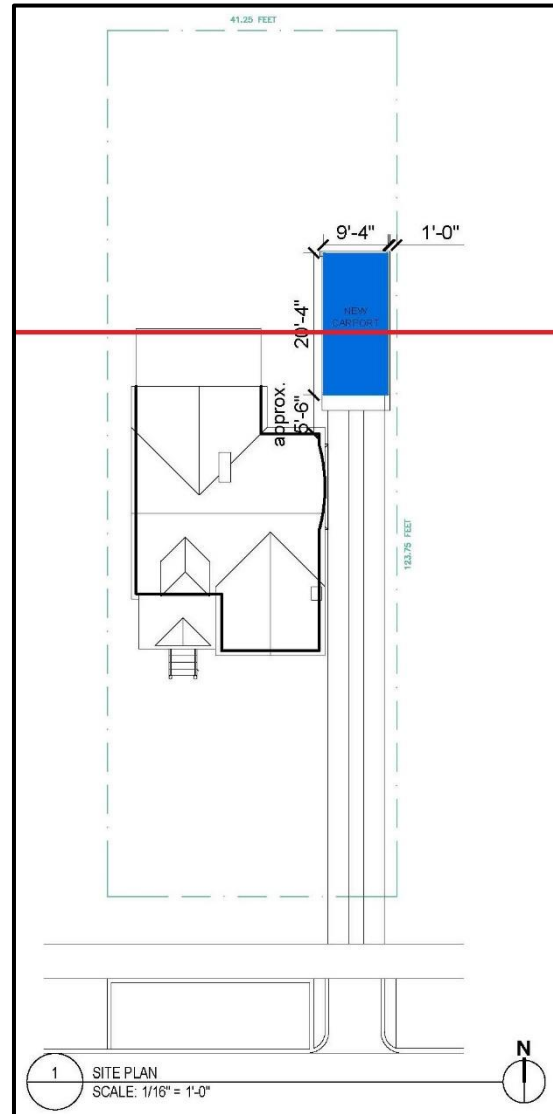 41.25 FEET
9'-4"
1'-0"
20'-4"
NEW
CARPORT
approx.
5'-6"
123.75 FEET
N
1
SITE PLAN
SCALE: 1/16" = 1'-0"